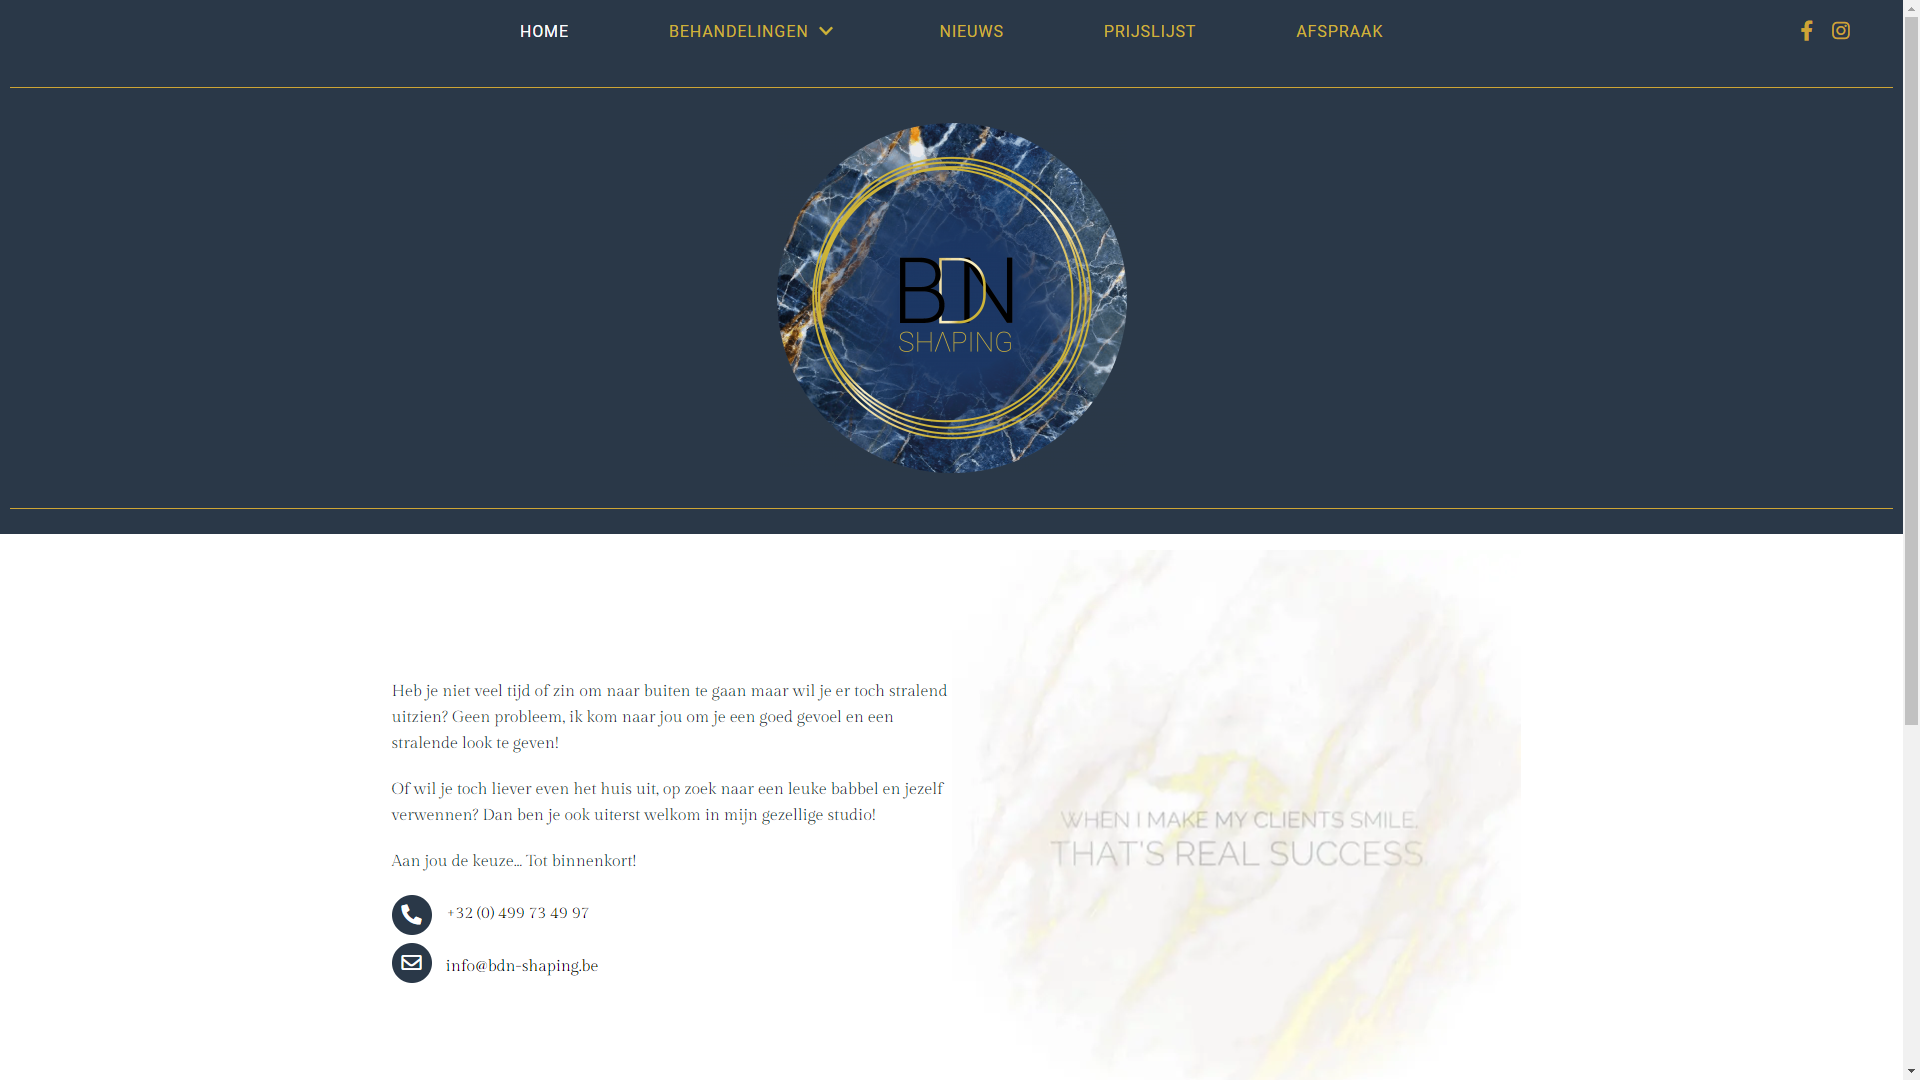 HOME
BEHANDELINGEN
NIEUWS
PRIJSLIJST
AFSPRAAK
BDN
SHAPING
Heb je niet veel tijd of zin om naar buiten te gaan maar wil je er toch stralend
uitzien? Geen probleem, ik kom naar jou om je een goed gevoel en een
stralende look te geven!
Of wil je toch liever even het huis uit, op zoek naar een leuke babbel en jezelf
verwennen? Dan ben je ook uiterst welkom in mijn gezellige studio!
Aan jou de keuze... Tot binnenkort!
+32 (0) 499 73 49 97
info@bdn-shaping.be
WHEN I MAKE MY CLIENTS SMILE.
THAT'S REAL SUCCESS.